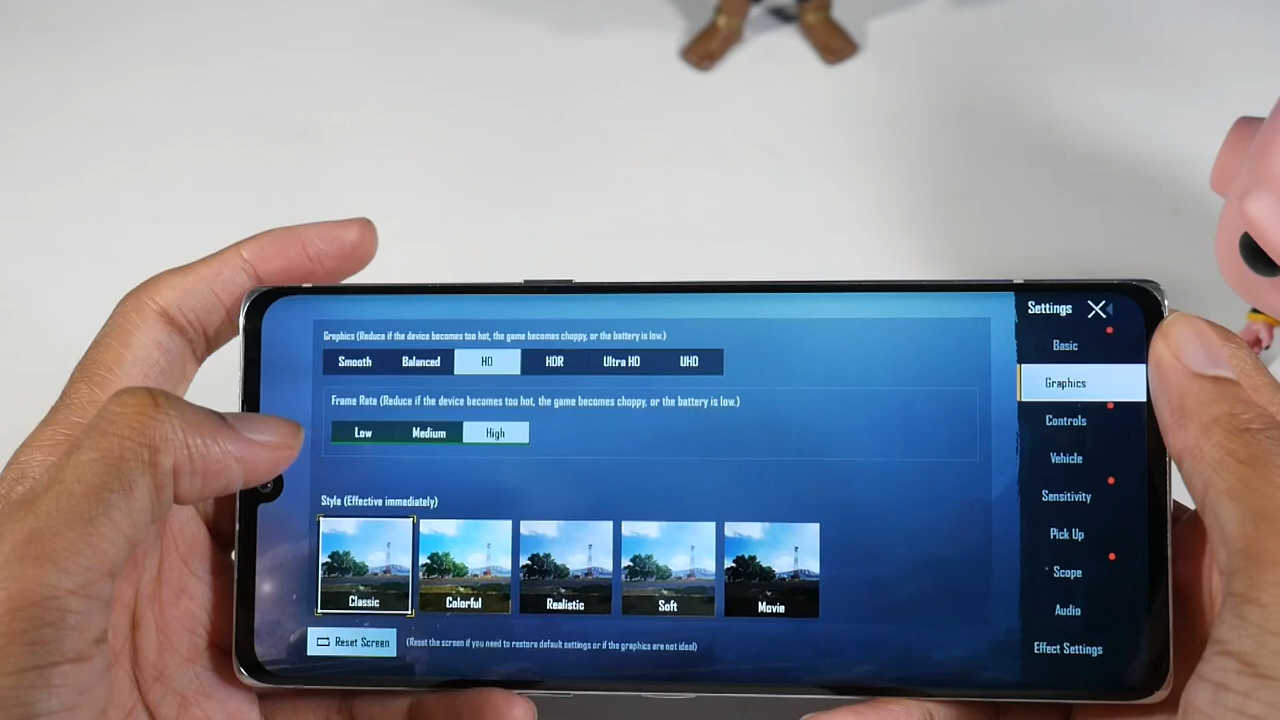 Settings
Graphics (Reduce if the device becomes too hot, the game becomes choppy, or the battery is low.)
Smooth Balanced HD HDR Ultra HD UHD
Frame Rate (Reduce if the device becomes too hot, the game becomes choppy, or the battery is low.)
Low Medium High
Style (Effective immediately)
Classic Colorful Realistic Soft Movie
Reset Screen (Reset the screen if you need to restore default settings or if the graphics are not ideal)
Basic
Graphics
Controls
Vehicle
Sensitivity
Pick Up
Scope
Audio
Effect Settings